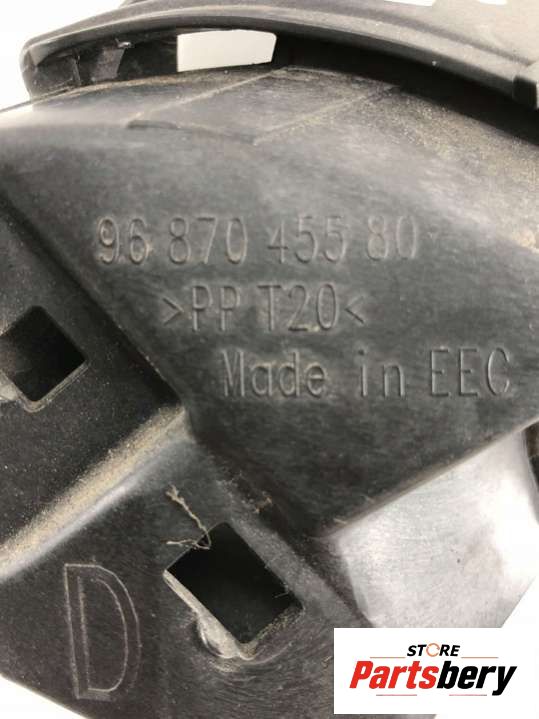 96 870 455 80
>PP T20<
Made in EEC
D
STORE
Partsbery